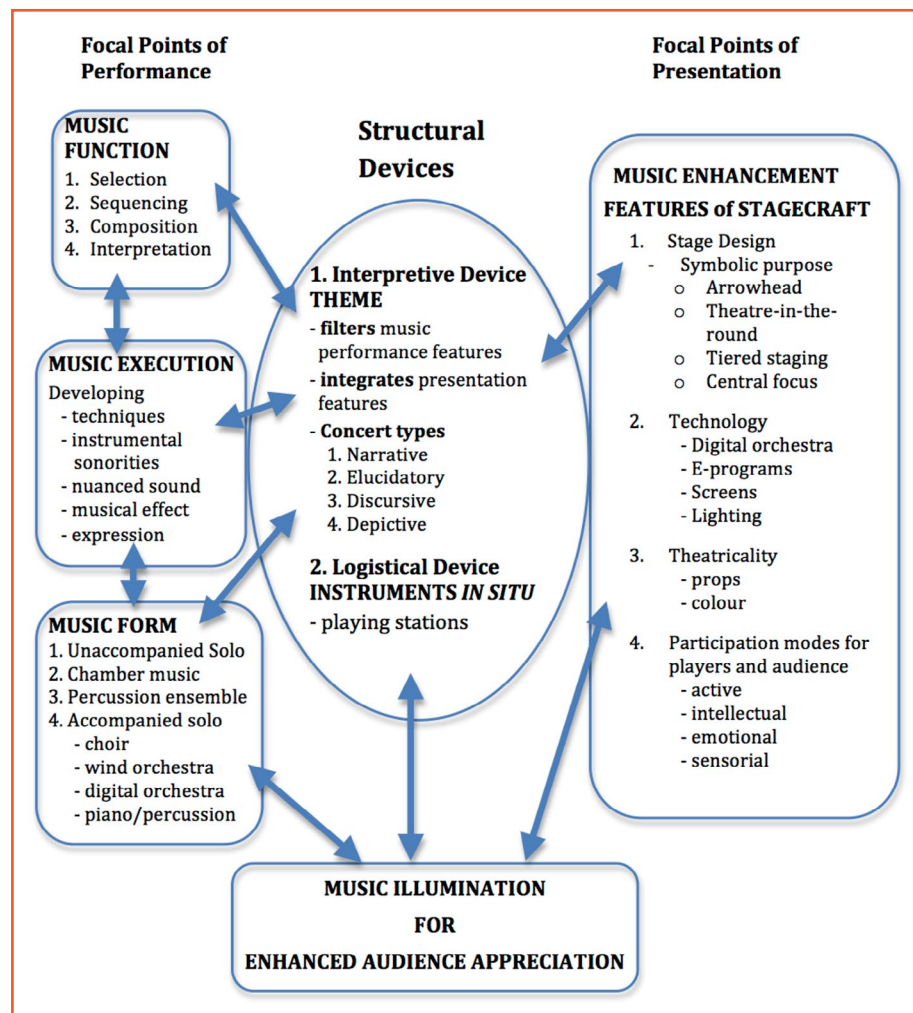 Focal Points of
Performance
MUSIC
FUNCTION
1. Selection
2. Sequencing
3. Composition
4. Interpretation
MUSIC EXECUTION
Developing
- techniques
- instrumental
sonorities
- nuanced sound
- musical effect
- expression
MUSIC FORM
1. Unaccompanied Solo
2. Chamber music
3. Percussion ensemble
4. Accompanied solo
- choir
- wind orchestra
- digital orchestra
- piano/percussion
Structural
Devices
1. Interpretive Device
THEME
- filters music
performance features
- integrates presentation
features
- Concert types
1. Narrative
2. Elucidatory
3. Discursive
4. Depictive
2. Logistical Device
INSTRUMENTS IN SITU
- playing stations
Focal Points of
Presentation
MUSIC ENHANCEMENT
FEATURES of STAGECRAFT
1. Stage Design
- Symbolic purpose
o Arrowhead
o Theatre-in-the-
round
o Tiered staging
o Central focus
2. Technology
- Digital orchestra
- E-programs
- Screens
- Lighting
3. Theatricality
- props
- colour
4. Participation modes for
players and audience
- active
- intellectual
- emotional
- sensorial
MUSIC ILLUMINATION
FOR
ENHANCED AUDIENCE APPRECIATION